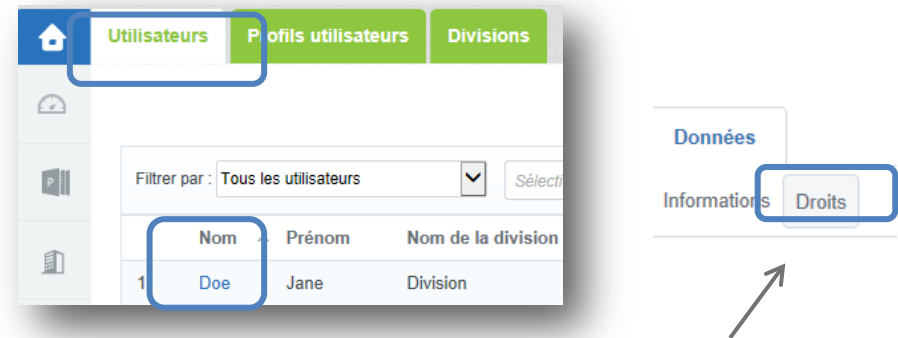 Utilisateurs Profils utilisateurs Divisions
Filtrer par : Tous les utilisateurs
Nom Prénom Nom de la division
1 Doe Jane Division
Données
Informations Droits